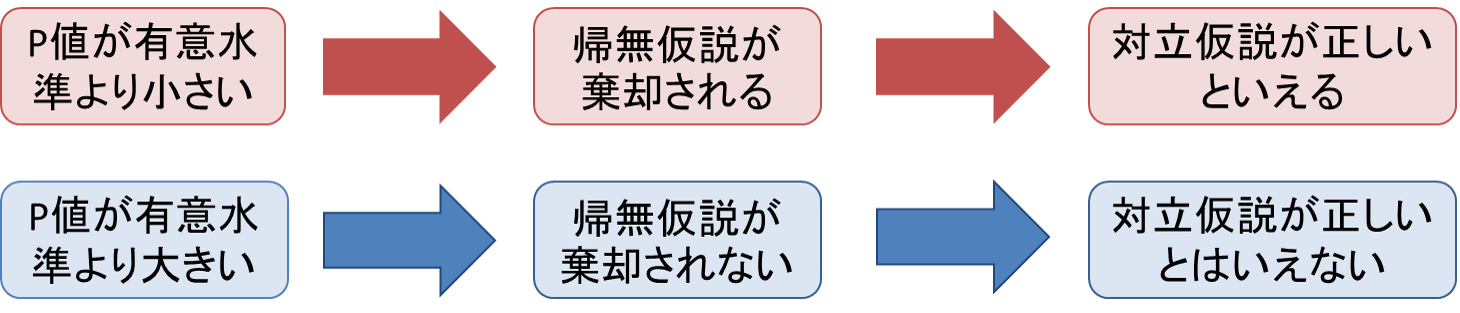 P値が有意水
準より小さい
帰無仮説が
棄却される
対立仮説が正しい
といえる
P値が有意水
準より大きい
帰無仮説が
棄却されない
対立仮説が正しい
とはいえない